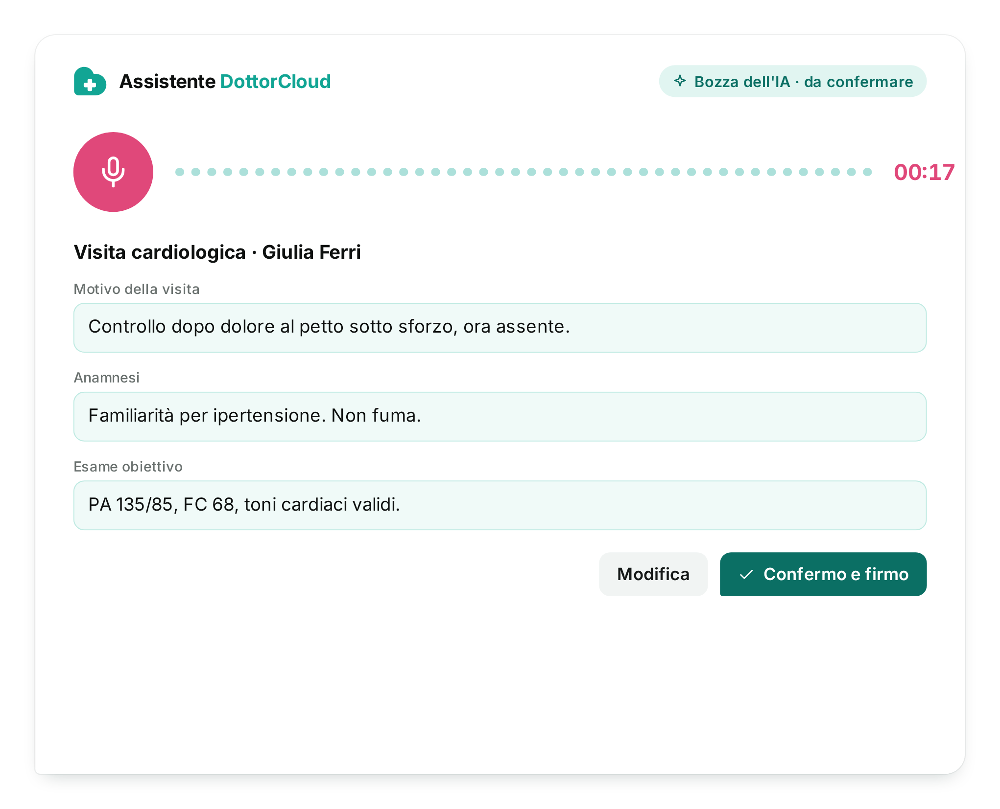 Assistente DottorCloud
Bozza dell'IA · da confermare
00:17
Visita cardiologica · Giulia Ferri
Motivo della visita
Controllo dopo dolore al petto sotto sforzo, ora assente.
Anamnesi
Familiarità per ipertensione. Non fuma.
Esame obiettivo
PA 135/85, FC 68, toni cardiaci validi.
Modifica
Confermo e firmo